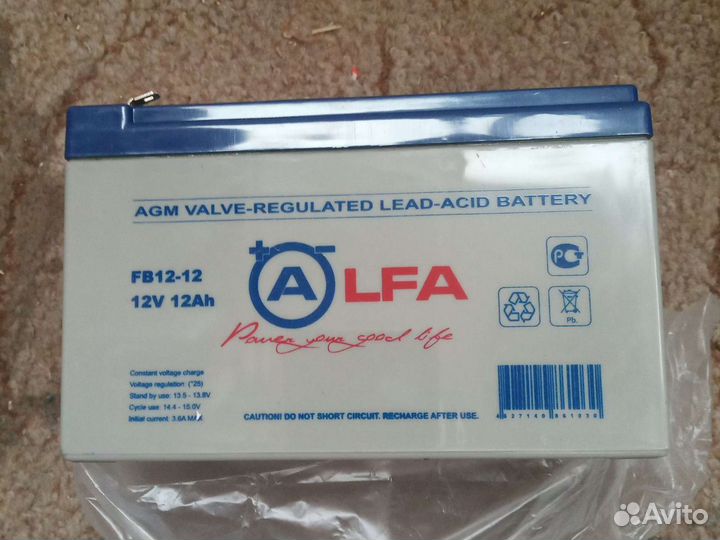 AGM VALVE-REGULATED LEAD-ACID BATTERY
FB12-12
12V 12Ah
ALFA
Power your good life
PG
Pb.
Constant voltage charge
Voltage regulation: (°25)
Stand by use: 13.5 - 13.8V
Cycle use: 14.4 - 15.0V
Initial current: 3.6A MAX
CAUTION! DO NOT SHORT CIRCUIT. RECHARGE AFTER USE.
Avito